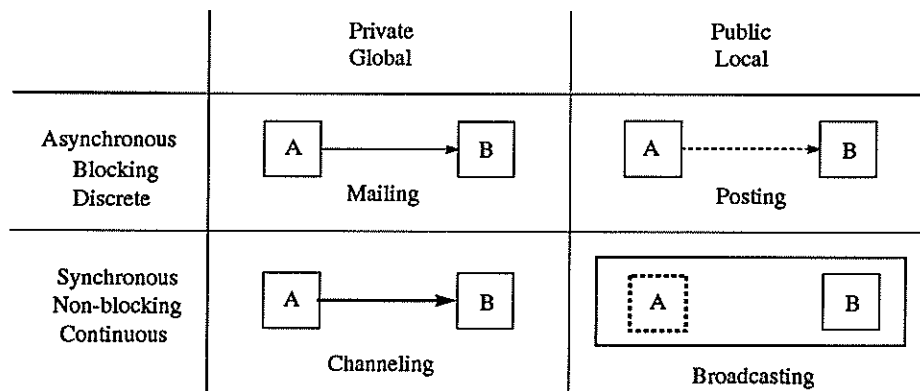 Private
Global
Public
Local
Asynchronous
Blocking
Discrete
A
B
Mailing
A
B
Posting
Synchronous
Non-blocking
Continuous
A
B
Channeling
A
B
Broadcasting